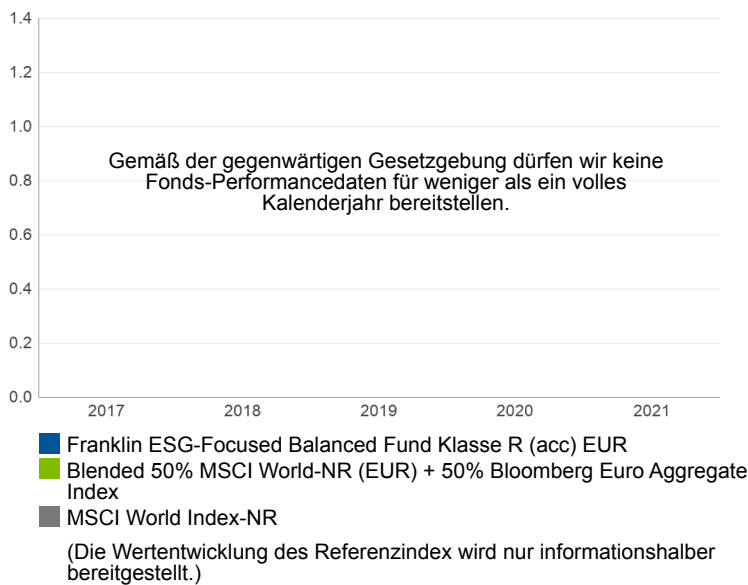 1.4
1.2
1.0
Gemäß der gegenwärtigen Gesetzgebung dürfen wir keine
0.8
Fonds-Performancedaten für weniger als ein volles
Kalenderjahr bereitstellen.
0.6
0.4
0.2
0.0
2017 2018 2019 2020 2021
Franklin ESG-Focused Balanced Fund Klasse R (acc) EUR
Blended 50% MSCI World-NR (EUR) + 50% Bloomberg Euro Aggregate
Index
MSCI World Index-NR
(Die Wertentwicklung des Referenzindex wird nur informationshalber
bereitgestellt.)